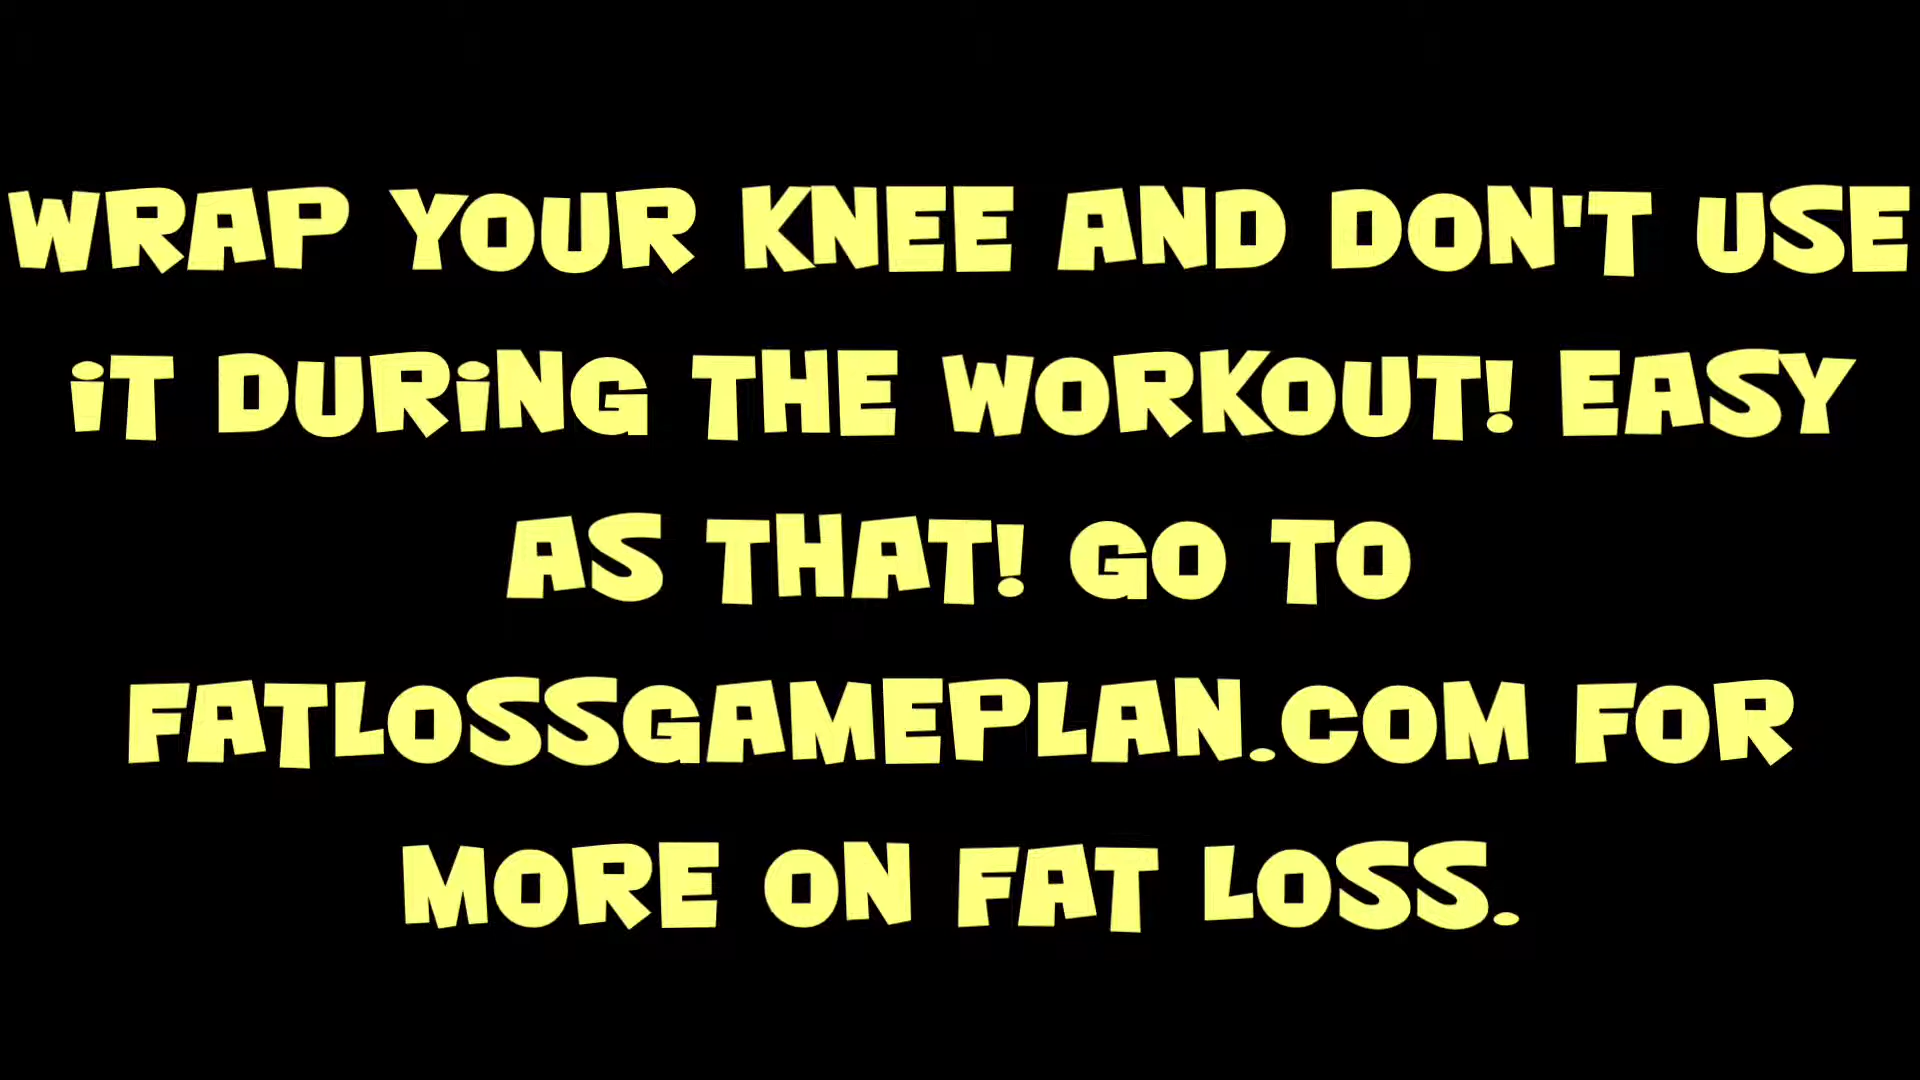 WRAP YOUR KNEE AND DON'T USE
iT DURiNG THE WORKOUT! EASY
AS THAT! GO TO
FATLOSSGAMEPLAN.COM FOR
MORE ON FAT LOSS.